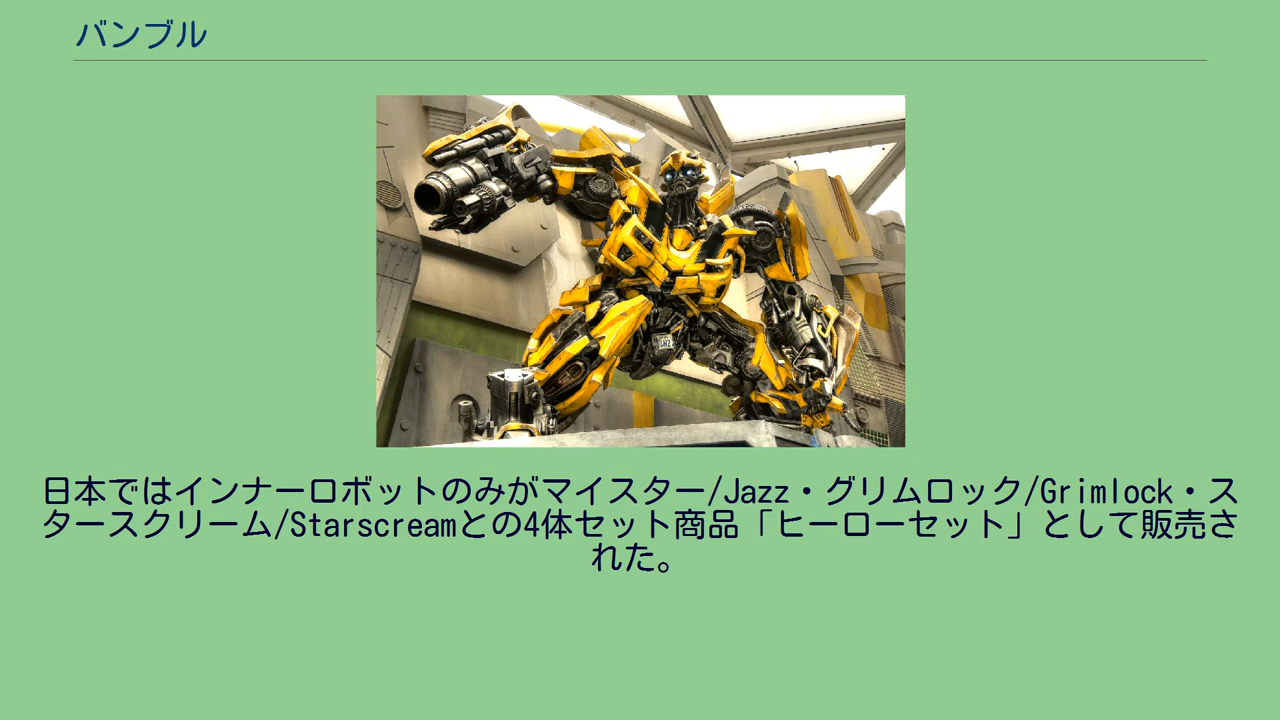 バンブル
日本ではインナーロボットのみがマイスター/Jazz・グリムロック/Grimlock・ス
タースクリーム/Starscreamとの4体セット商品「ヒーローセット」として販売さ
れた。